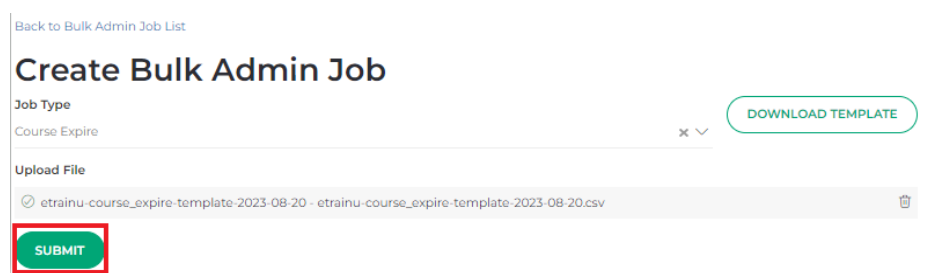 Back to Bulk Admin Job List
Create Bulk Admin Job
Job Type
DOWNLOAD TEMPLATE
Course Expire
Upload File
etrainu-course_expire-template-2023-08-20 - etrainu-course_expire-template-2023-08-20.csv
SUBMIT